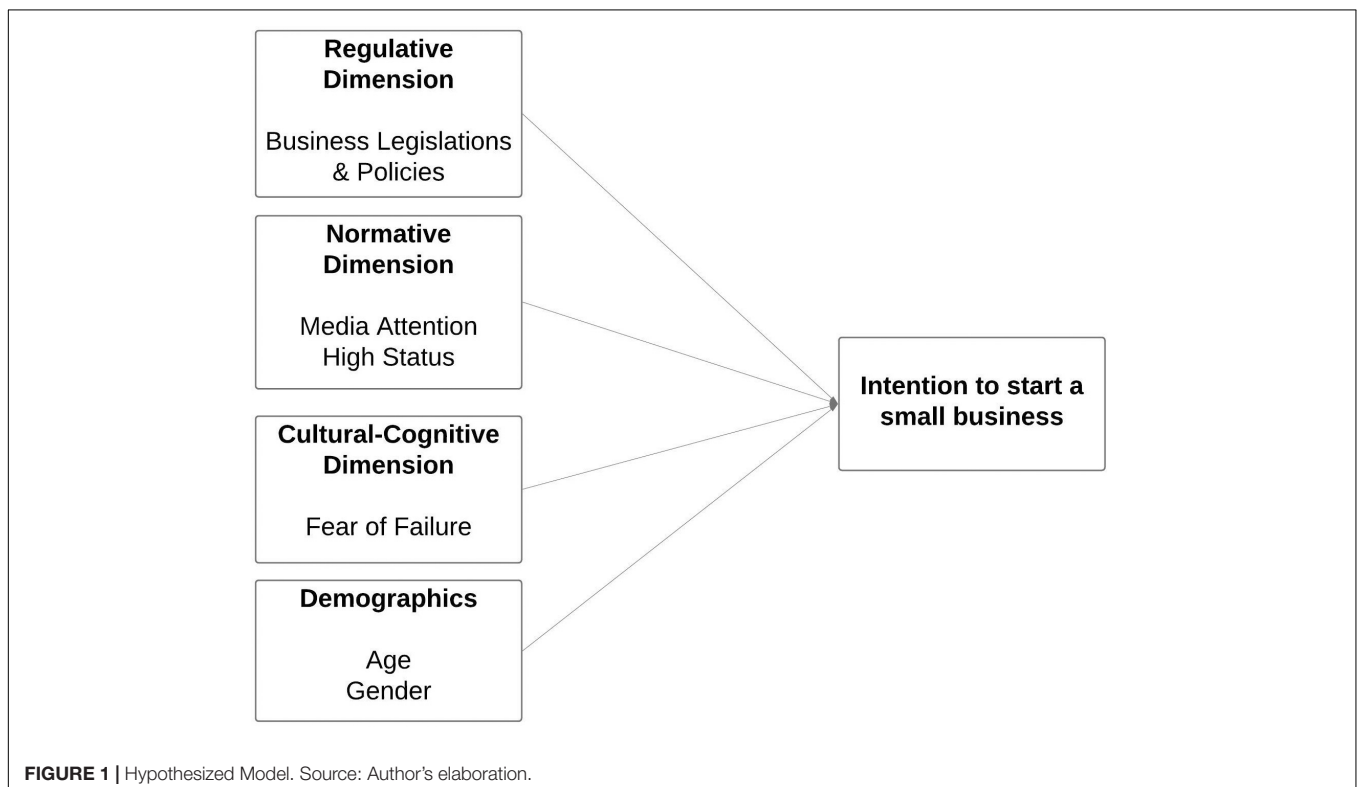 Regulative
Dimension
Business Legislations
& Policies
Normative
Dimension
Media Attention
High Status
Cultural-Cognitive
Dimension
Fear of Failure
Demographics
Age
Gender
Intention to start a
small business
FIGURE 1 | Hypothesized Model. Source: Author's elaboration.